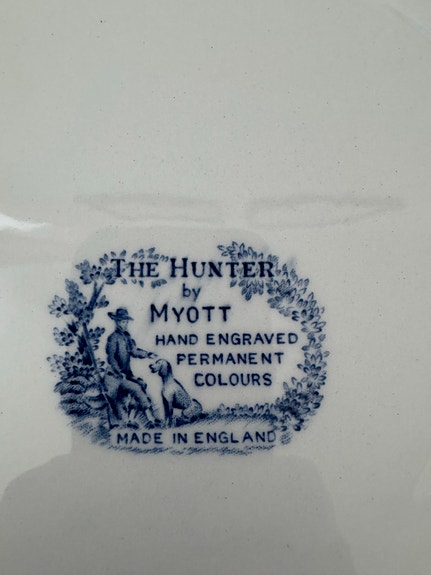 THE HUNTER
by
MYOTT
HAND ENGRAVED
PERMANENT
COLOURS
MADE IN ENGLAND